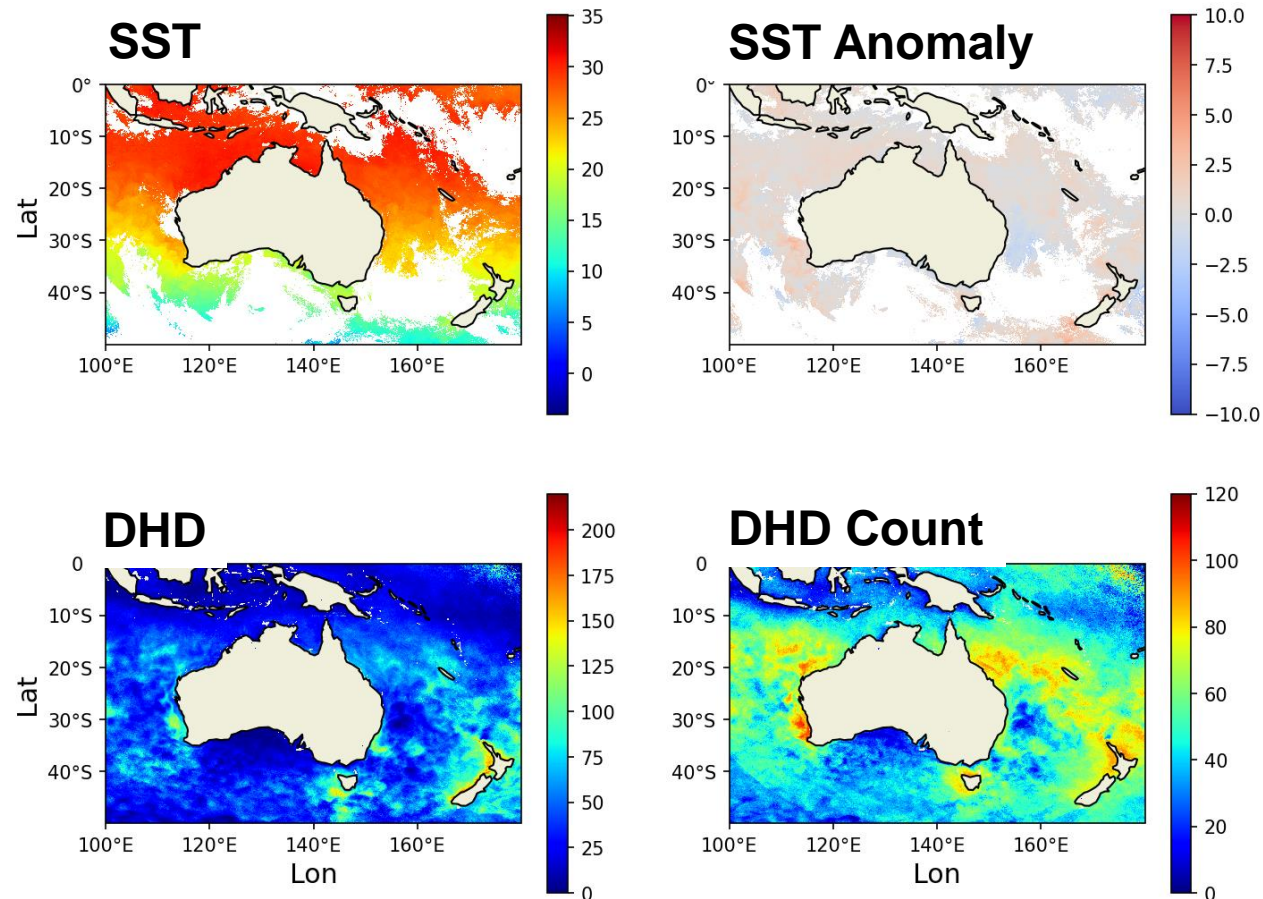 SST
35
30
25
20
15
10
5
0
0°
10°S
20°S
30°S
40°S
Lat
100°E
120°E
140°E
160°E
SST Anomaly
10.0
7.5
5.0
2.5
0.0
−2.5
−5.0
−7.5
−10.0
10°S
20°S
30°S
40°S
100°E
120°E
140°E
160°E
DHD
200
175
150
125
100
75
50
25
0
0
10°S
20°S
30°S
40°S
Lat
100°E
120°E
140°E
160°E
Lon
DHD Count
120
100
80
60
40
20
0
0
10°S
20°S
30°S
40°S
100°E
120°E
140°E
160°E
Lon